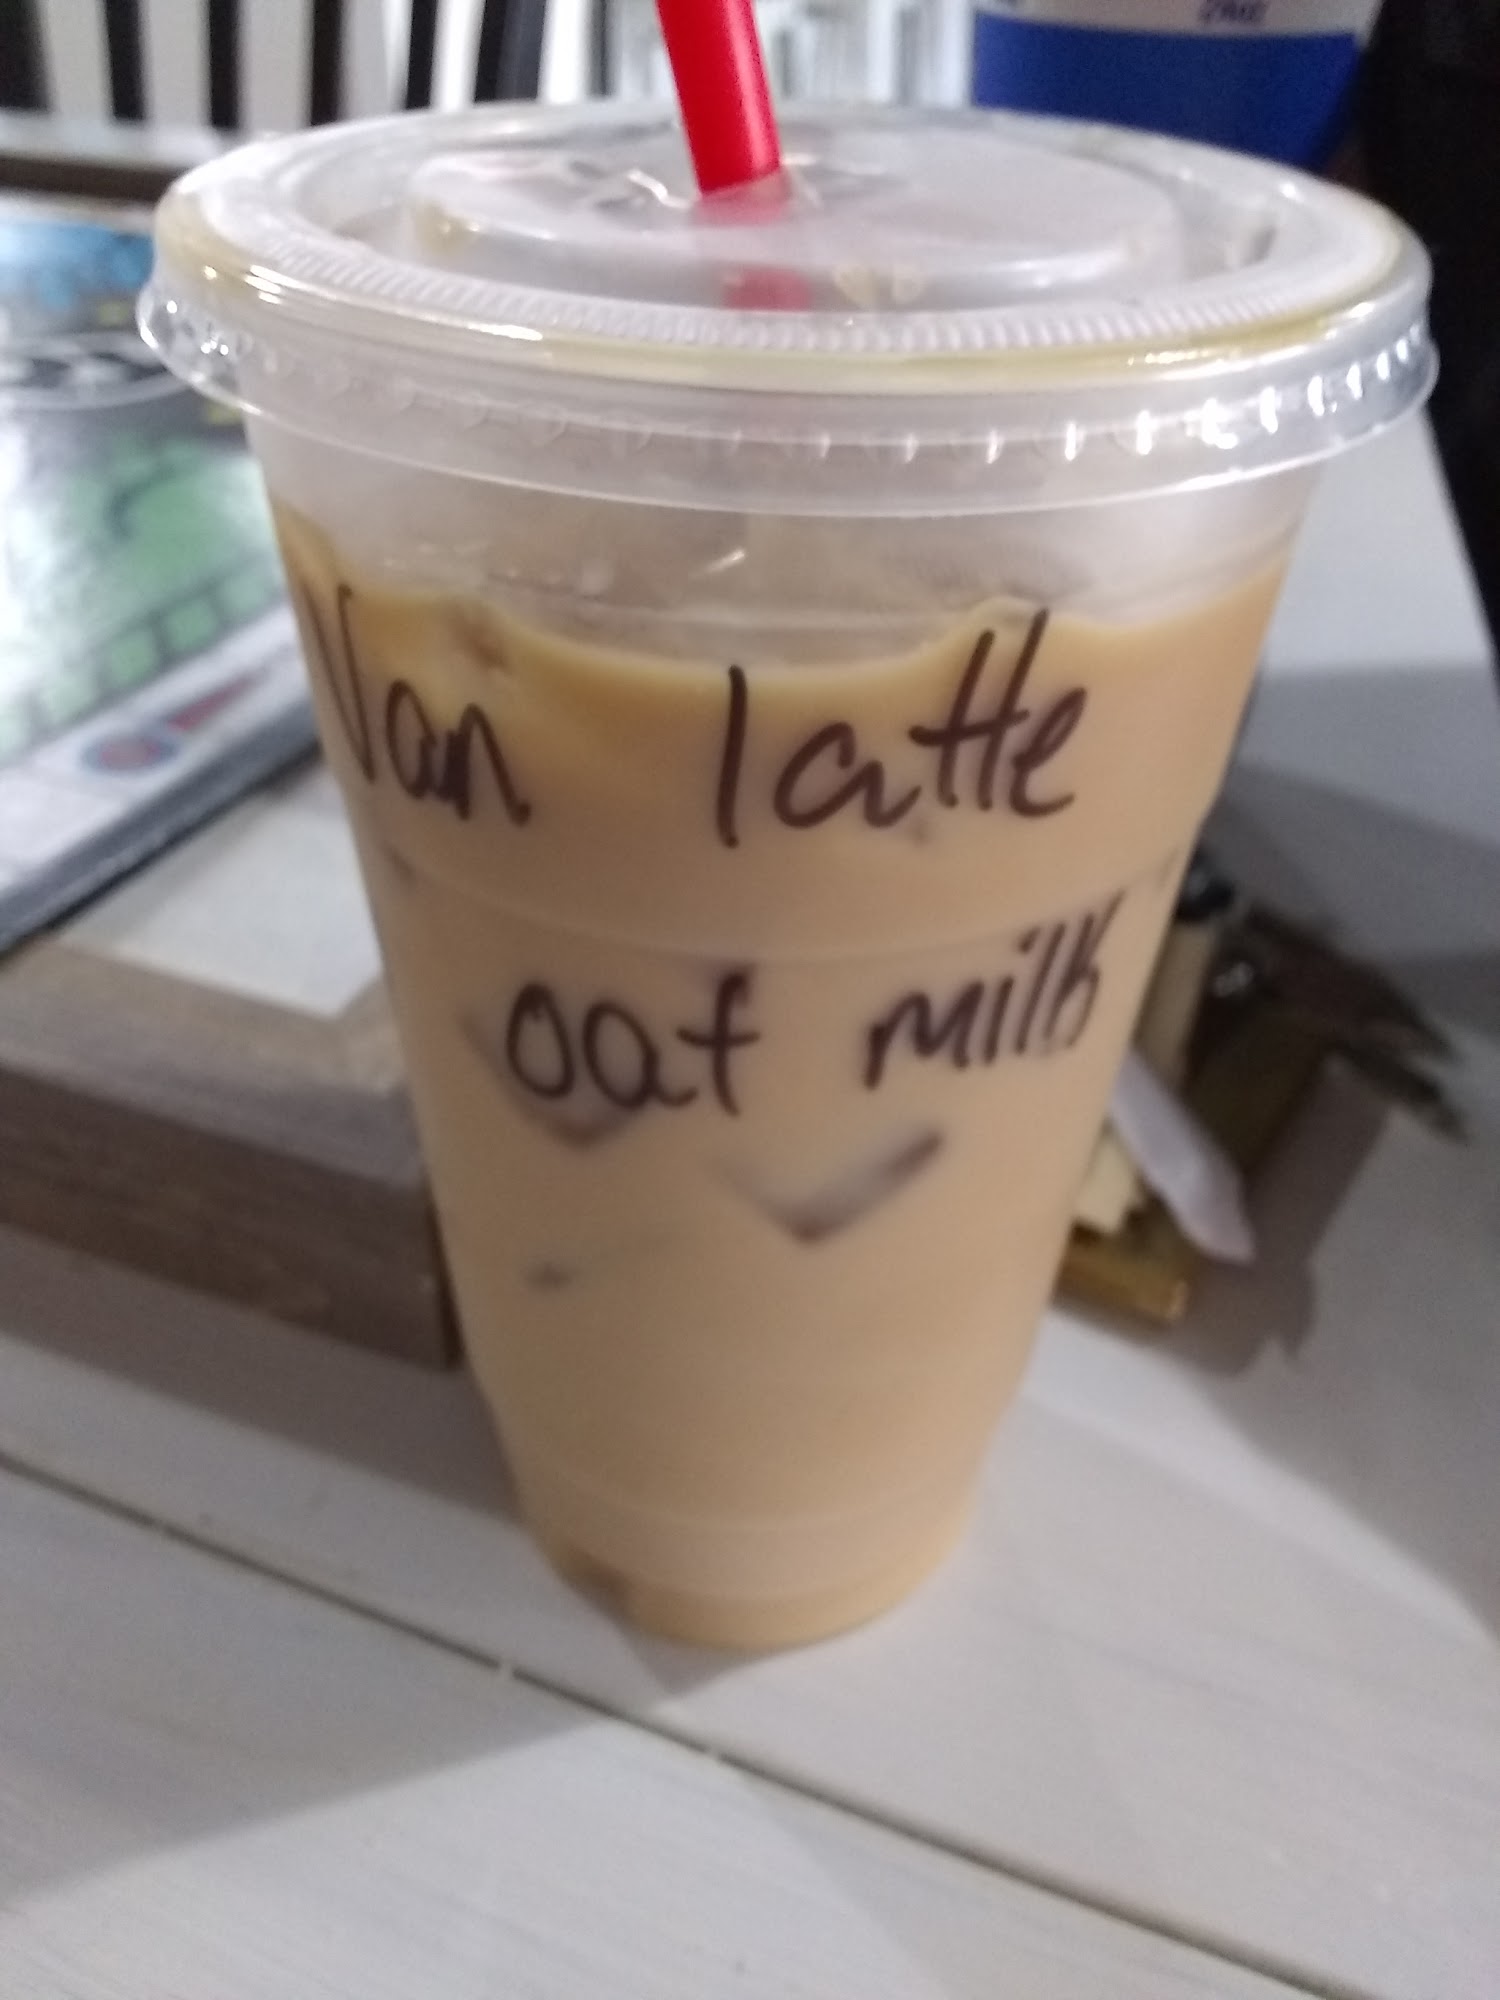 Van latte
oat milk